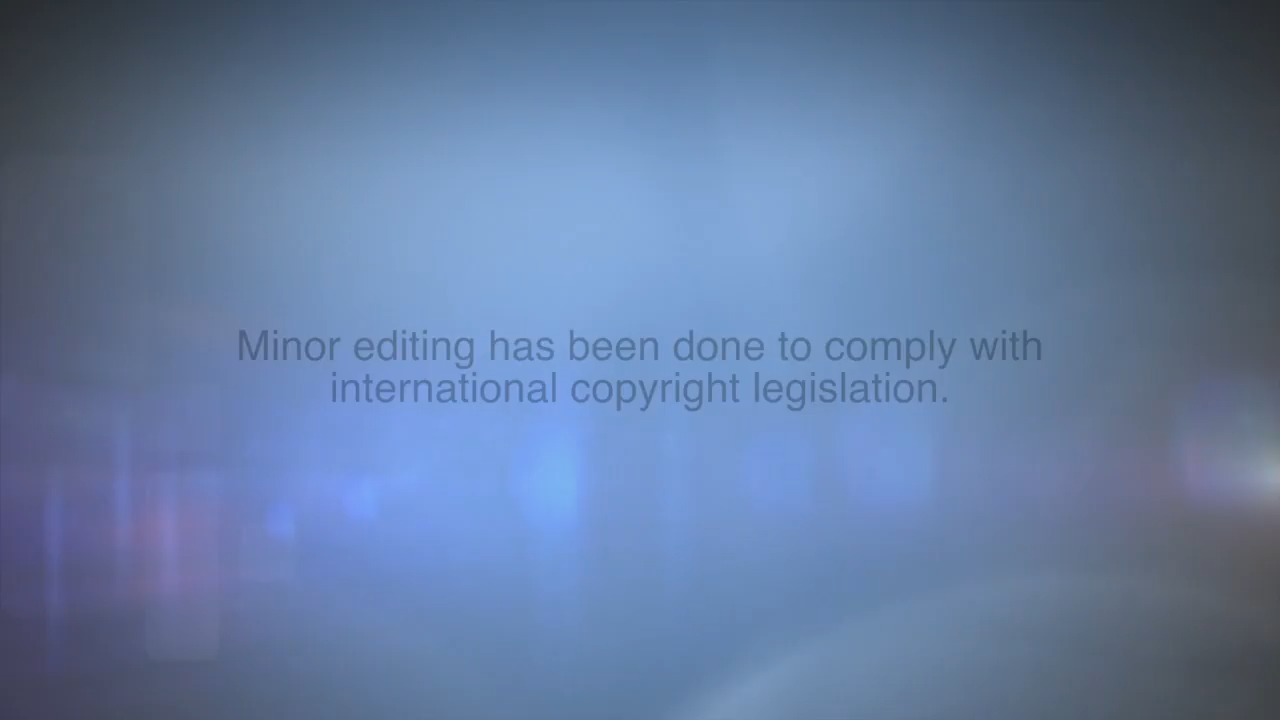 Minor editing has been done to comply with
international copyright legislation.